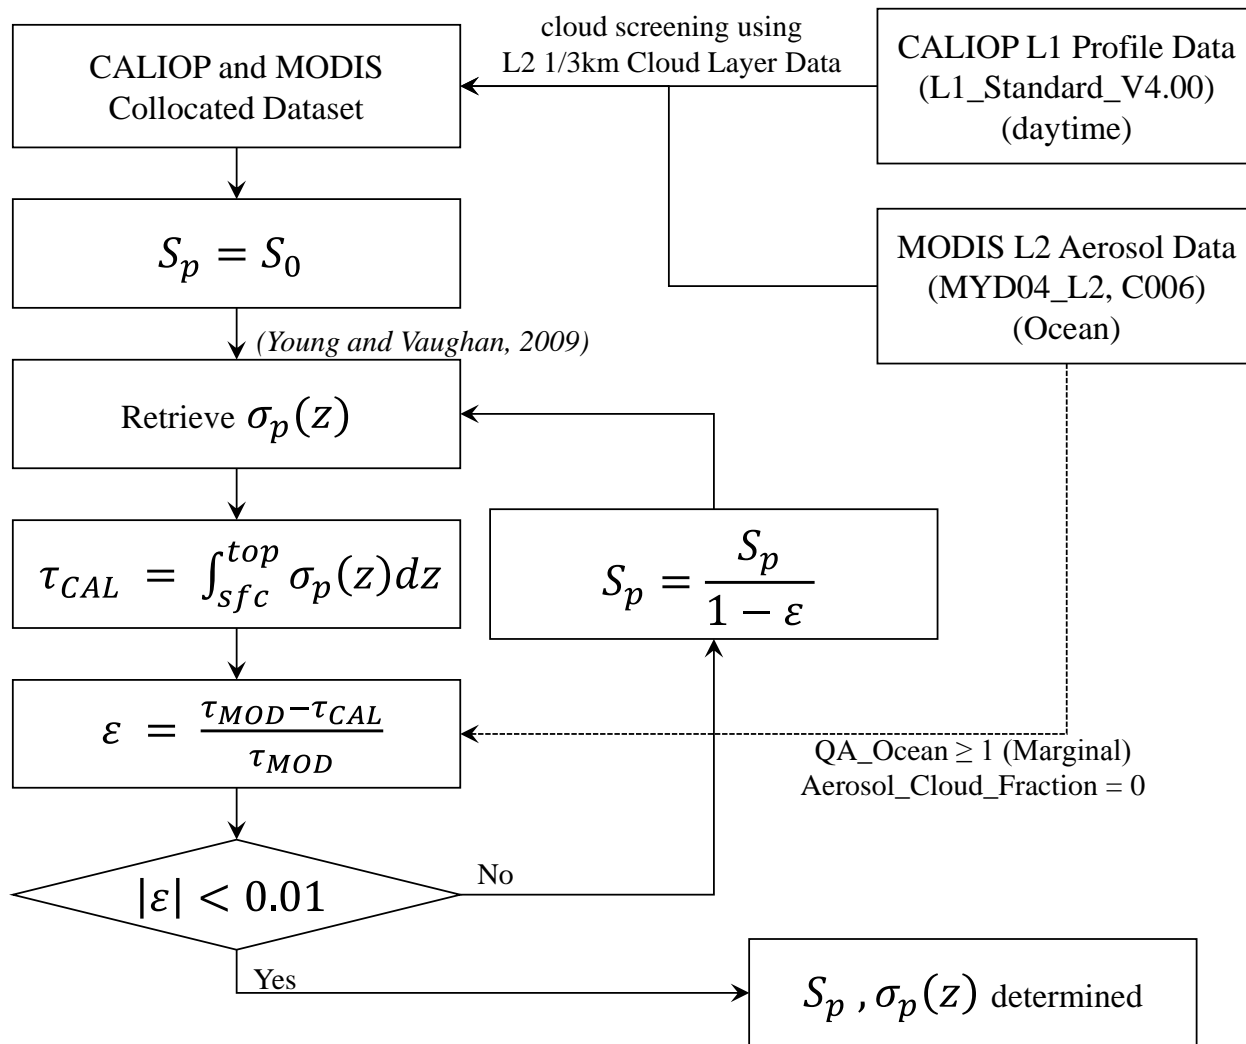 cloud screening using
L2 1/3km Cloud Layer Data
CALIOP and MODIS
Collocated Dataset
CALIOP L1 Profile Data
(L1_Standard_V4.00)
(daytime)
S_p = S_0
MODIS L2 Aerosol Data
(MYD04_L2, C006)
(Ocean)
(Young and Vaughan, 2009)
Retrieve σ_p(z)
τ_CAL = ∫_sfc^top σ_p(z)dz
S_p = S_p / (1 − ε)
ε = (τ_MOD−τ_CAL) / τ_MOD
QA_Ocean ≥ 1 (Marginal)
Aerosol_Cloud_Fraction = 0
|ε| < 0.01
No
Yes
S_p , σ_p(z) determined